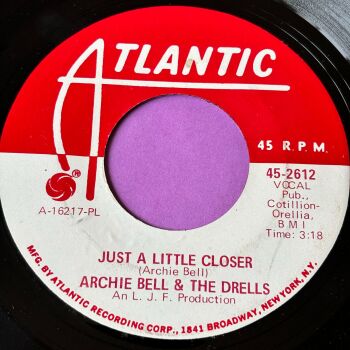 ATLANTIC
45 R.P.M.
45-2612
VOCAL
Pub.,
Cotillion-
Orellia,
BMI
Time: 3:18
A-16217-PL
JUST A LITTLE CLOSER
(Archie Bell)
ARCHIE BELL & THE DRELLS
An L. J. F. Production
MFG. BY ATLANTIC RECORDING CORP., 1841 BROADWAY, NEW YORK, N.Y.